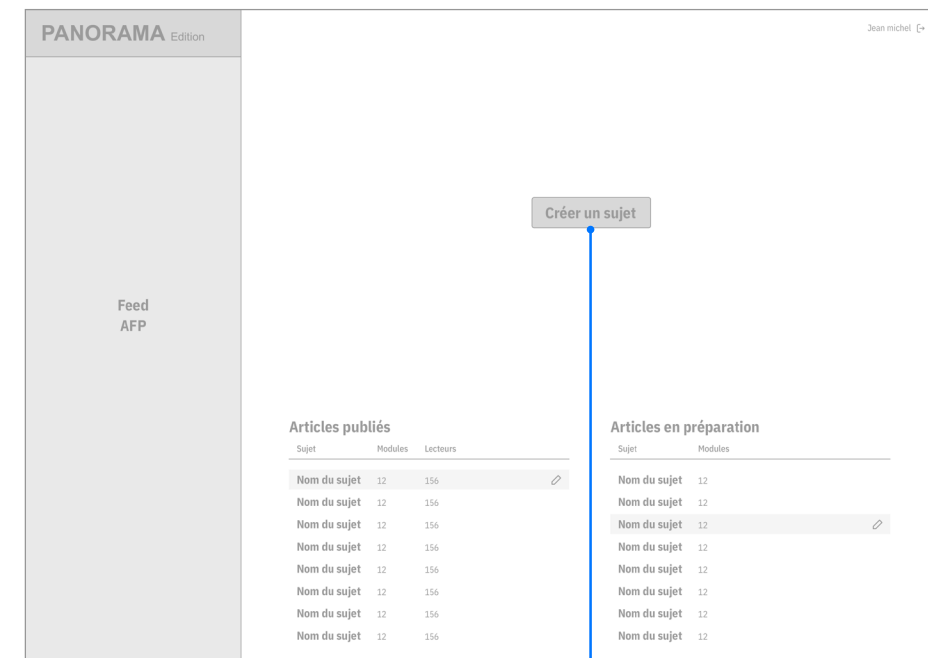 PANORAMA Edition
Jean michel
Créer un sujet
Feed
AFP
Articles publiés
Sujet Modules Lecteurs
Nom du sujet 12 156
Nom du sujet 12 156
Nom du sujet 12 156
Nom du sujet 12 156
Nom du sujet 12 156
Nom du sujet 12 156
Nom du sujet 12 156
Nom du sujet 12 156
Articles en préparation
Sujet Modules
Nom du sujet 12
Nom du sujet 12
Nom du sujet 12
Nom du sujet 12
Nom du sujet 12
Nom du sujet 12
Nom du sujet 12
Nom du sujet 12